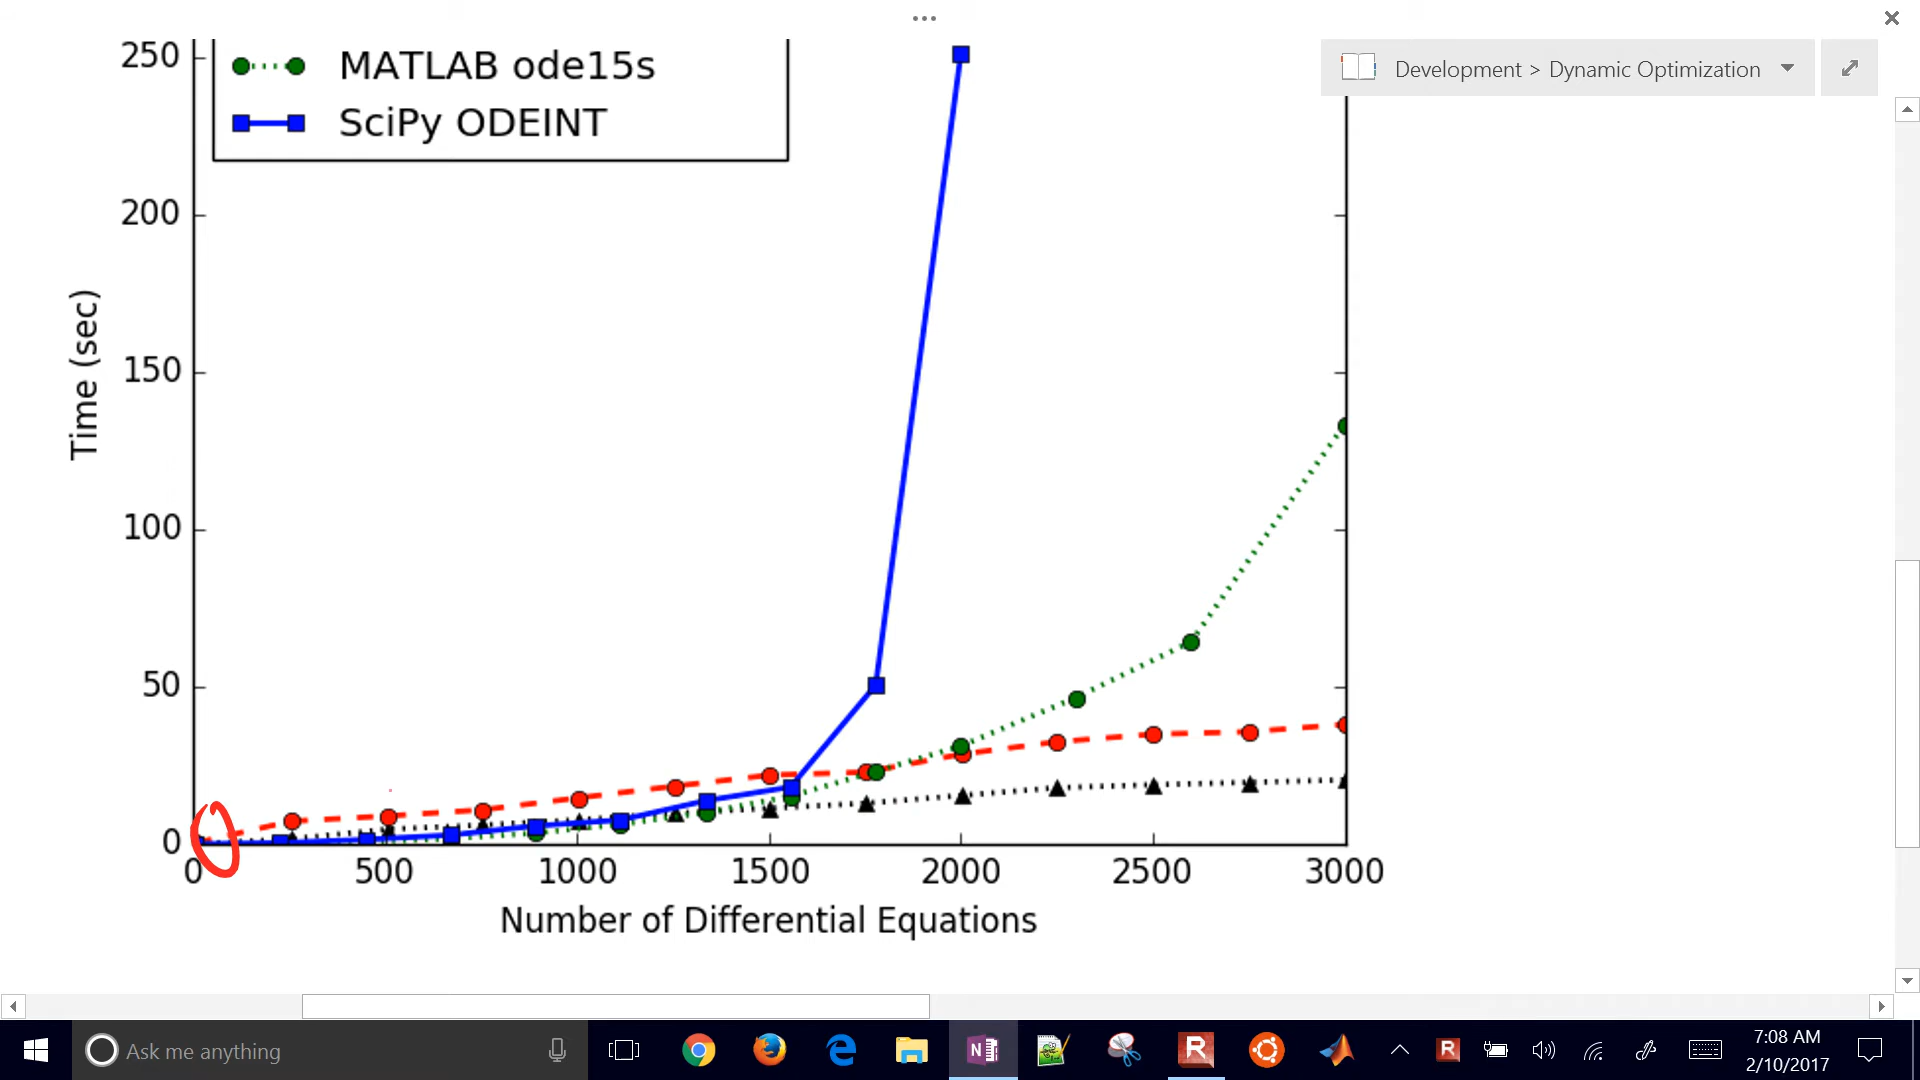 Development > Dynamic Optimization
250
MATLAB ode15s
SciPy ODEINT
200
150
100
50
0
Time (sec)
0 500 1000 1500 2000 2500 3000
Number of Differential Equations
Ask me anything
7:08 AM
2/10/2017